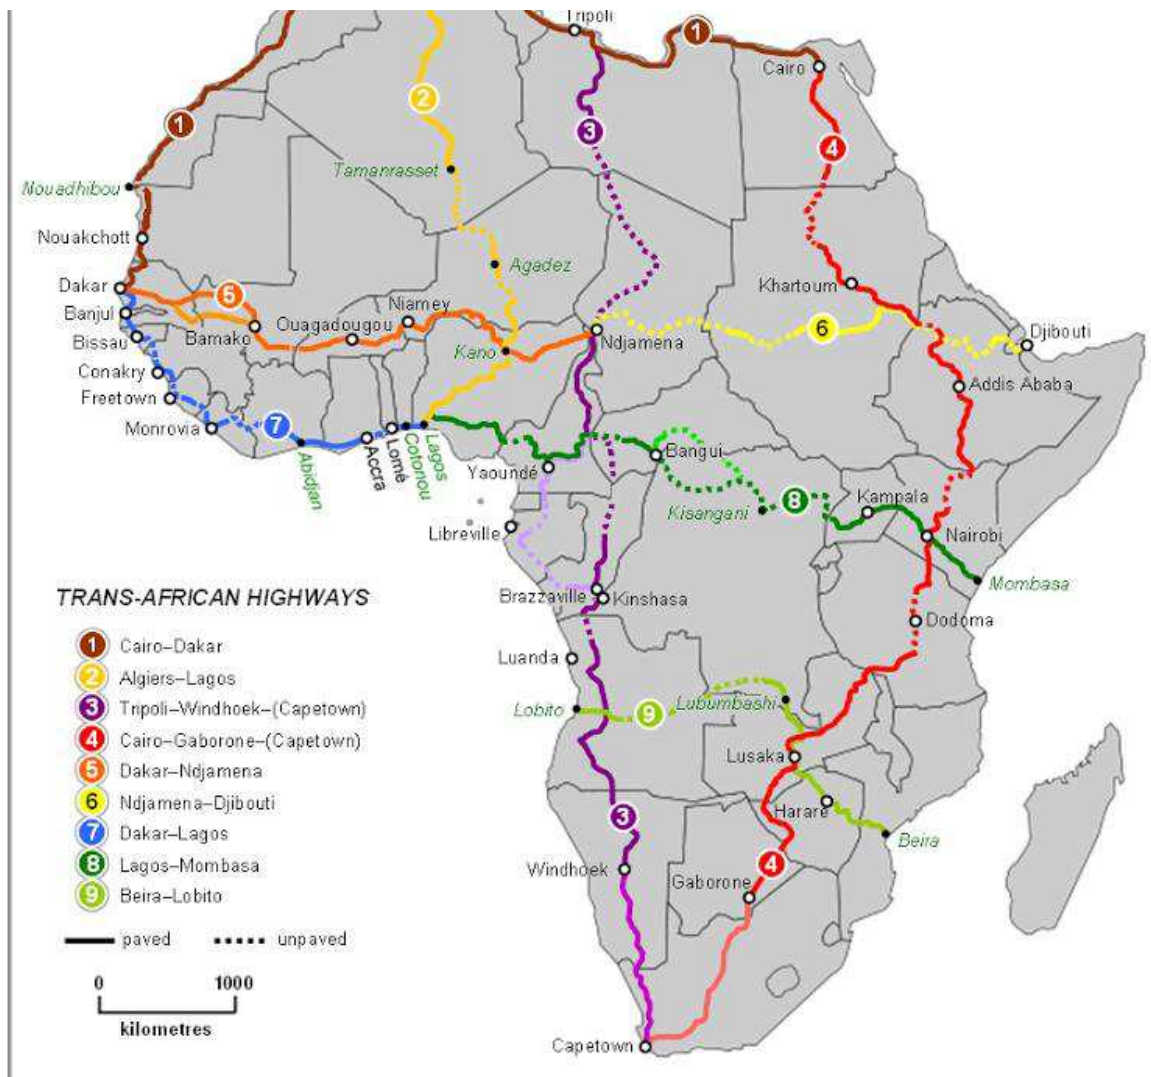 Tripoli
1
Cairo
2
1
3
4
Tamanrasset
Nouadhibou
Nouakchott
Agadez
Dakar
5
Khartoum
Niamey
Banjul
Ouagadougou
6
Djibouti
Bissau
Bamako
Ndjamena
Kano
Conakry
Addis Ababa
Freetown
7
Monrovia
Abidjan
Accra
Lomé
Cotonou
Lagos
Yaoundé
Bangui
8
Kampala
Kisangani
Libreville
Nairobi
Mombasa
Brazzaville
Kinshasa
Dodoma
Luanda
Lobito
9
Lubumbashi
Lusaka
Harare
3
Beira
Windhoek
4
Gaborone
Capetown
TRANS-AFRICAN HIGHWAYS
1 Cairo–Dakar
2 Algiers–Lagos
3 Tripoli–Windhoek–(Capetown)
4 Cairo–Gaborone–(Capetown)
5 Dakar–Ndjamena
6 Ndjamena–Djibouti
7 Dakar–Lagos
8 Lagos–Mombasa
9 Beira–Lobito
paved unpaved
0 1000
kilometres